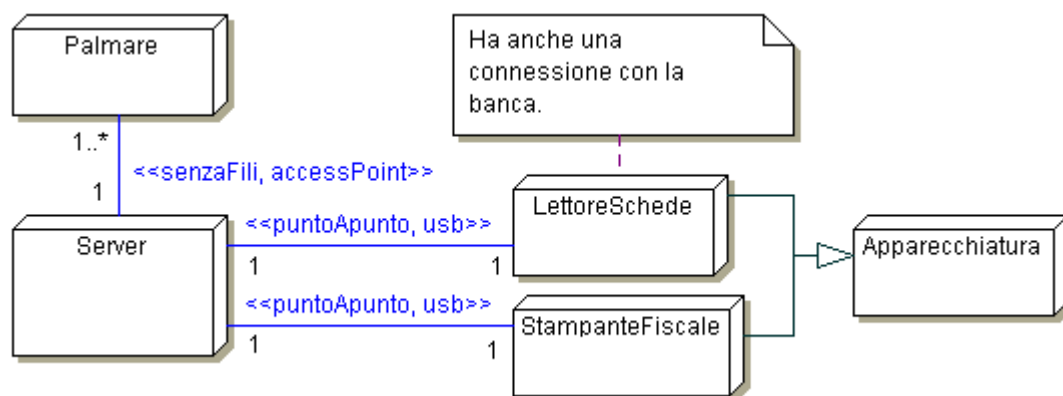 Palmare
Ha anche una
connessione con la
banca.
1..*
<<senzaFili, accessPoint>>
1
Server
<<puntoApunto, usb>>
1
1
LettoreSchede
Apparecchiatura
<<puntoApunto, usb>>
1
1
StampanteFiscale